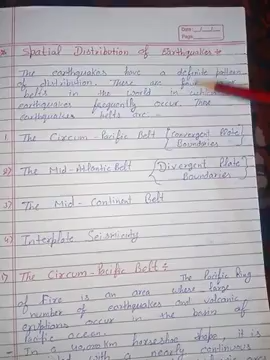 Date:
Page:
Spatial Distribution of Earthquakes
The earthquakes have a definite pattern
of distribution. There are
belts in the world in which
earthquakes frequently occur. These
earthquakes belts are:-
1 The Circum-Pacific Belt [Convergent Plate
Boundaries
2) The Mid-Atlantic Belt [Divergent Plate
Boundaries
3) The Mid-Continent Belt
4) Interplate Seismicity
1) The Circum-Pacific Belt:
The Pacific Ring
of Fire is an area where large
number of earthquakes and volcanic
eruptions occur in the basin of
Pacific ocean.
- In a 40,000km horseshoe shape, it is
with a nearly continuous